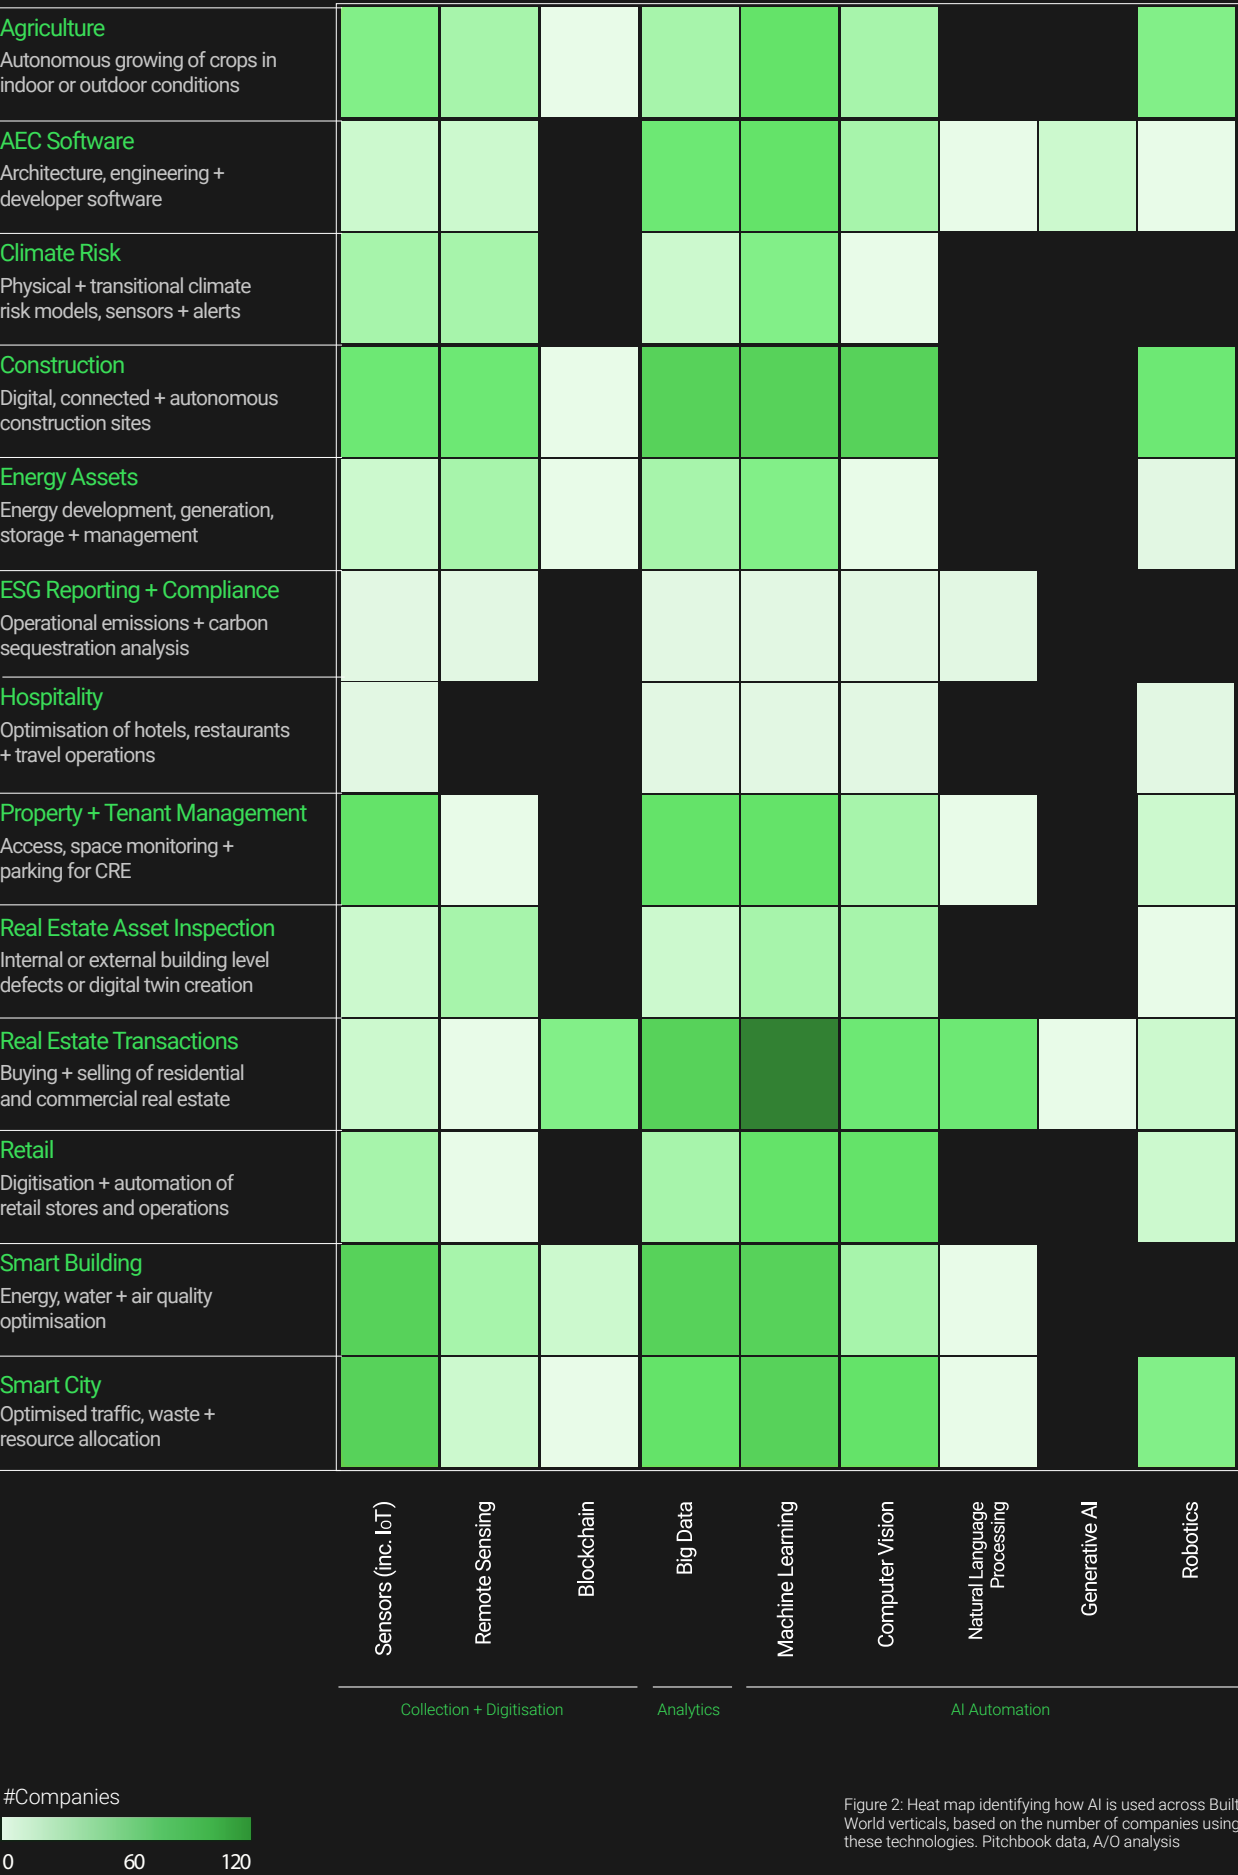 Agriculture
Autonomous growing of crops in
indoor or outdoor conditions
AEC Software
Architecture, engineering +
developer software
Climate Risk
Physical + transitional climate
risk models, sensors + alerts
Construction
Digital, connected + autonomous
construction sites
Energy Assets
Energy development, generation,
storage + management
ESG Reporting + Compliance
Operational emissions + carbon
sequestration analysis
Hospitality
Optimisation of hotels, restaurants
+ travel operations
Property + Tenant Management
Access, space monitoring +
parking for CRE
Real Estate Asset Inspection
Internal or external building level
defects or digital twin creation
Real Estate Transactions
Buying + selling of residential
and commercial real estate
Retail
Digitisation + automation of
retail stores and operations
Smart Building
Energy, water + air quality
optimisation
Smart City
Optimised traffic, waste +
resource allocation
Sensors (inc. IoT)
Remote Sensing
Blockchain
Big Data
Machine Learning
Computer Vision
Natural Language
Processing
Generative AI
Robotics
Collection + Digitisation
Analytics
AI Automation
#Companies
0 60 120
Figure 2: Heat map identifying how AI is used across Built
World verticals, based on the number of companies using
these technologies. Pitchbook data, A/O analysis